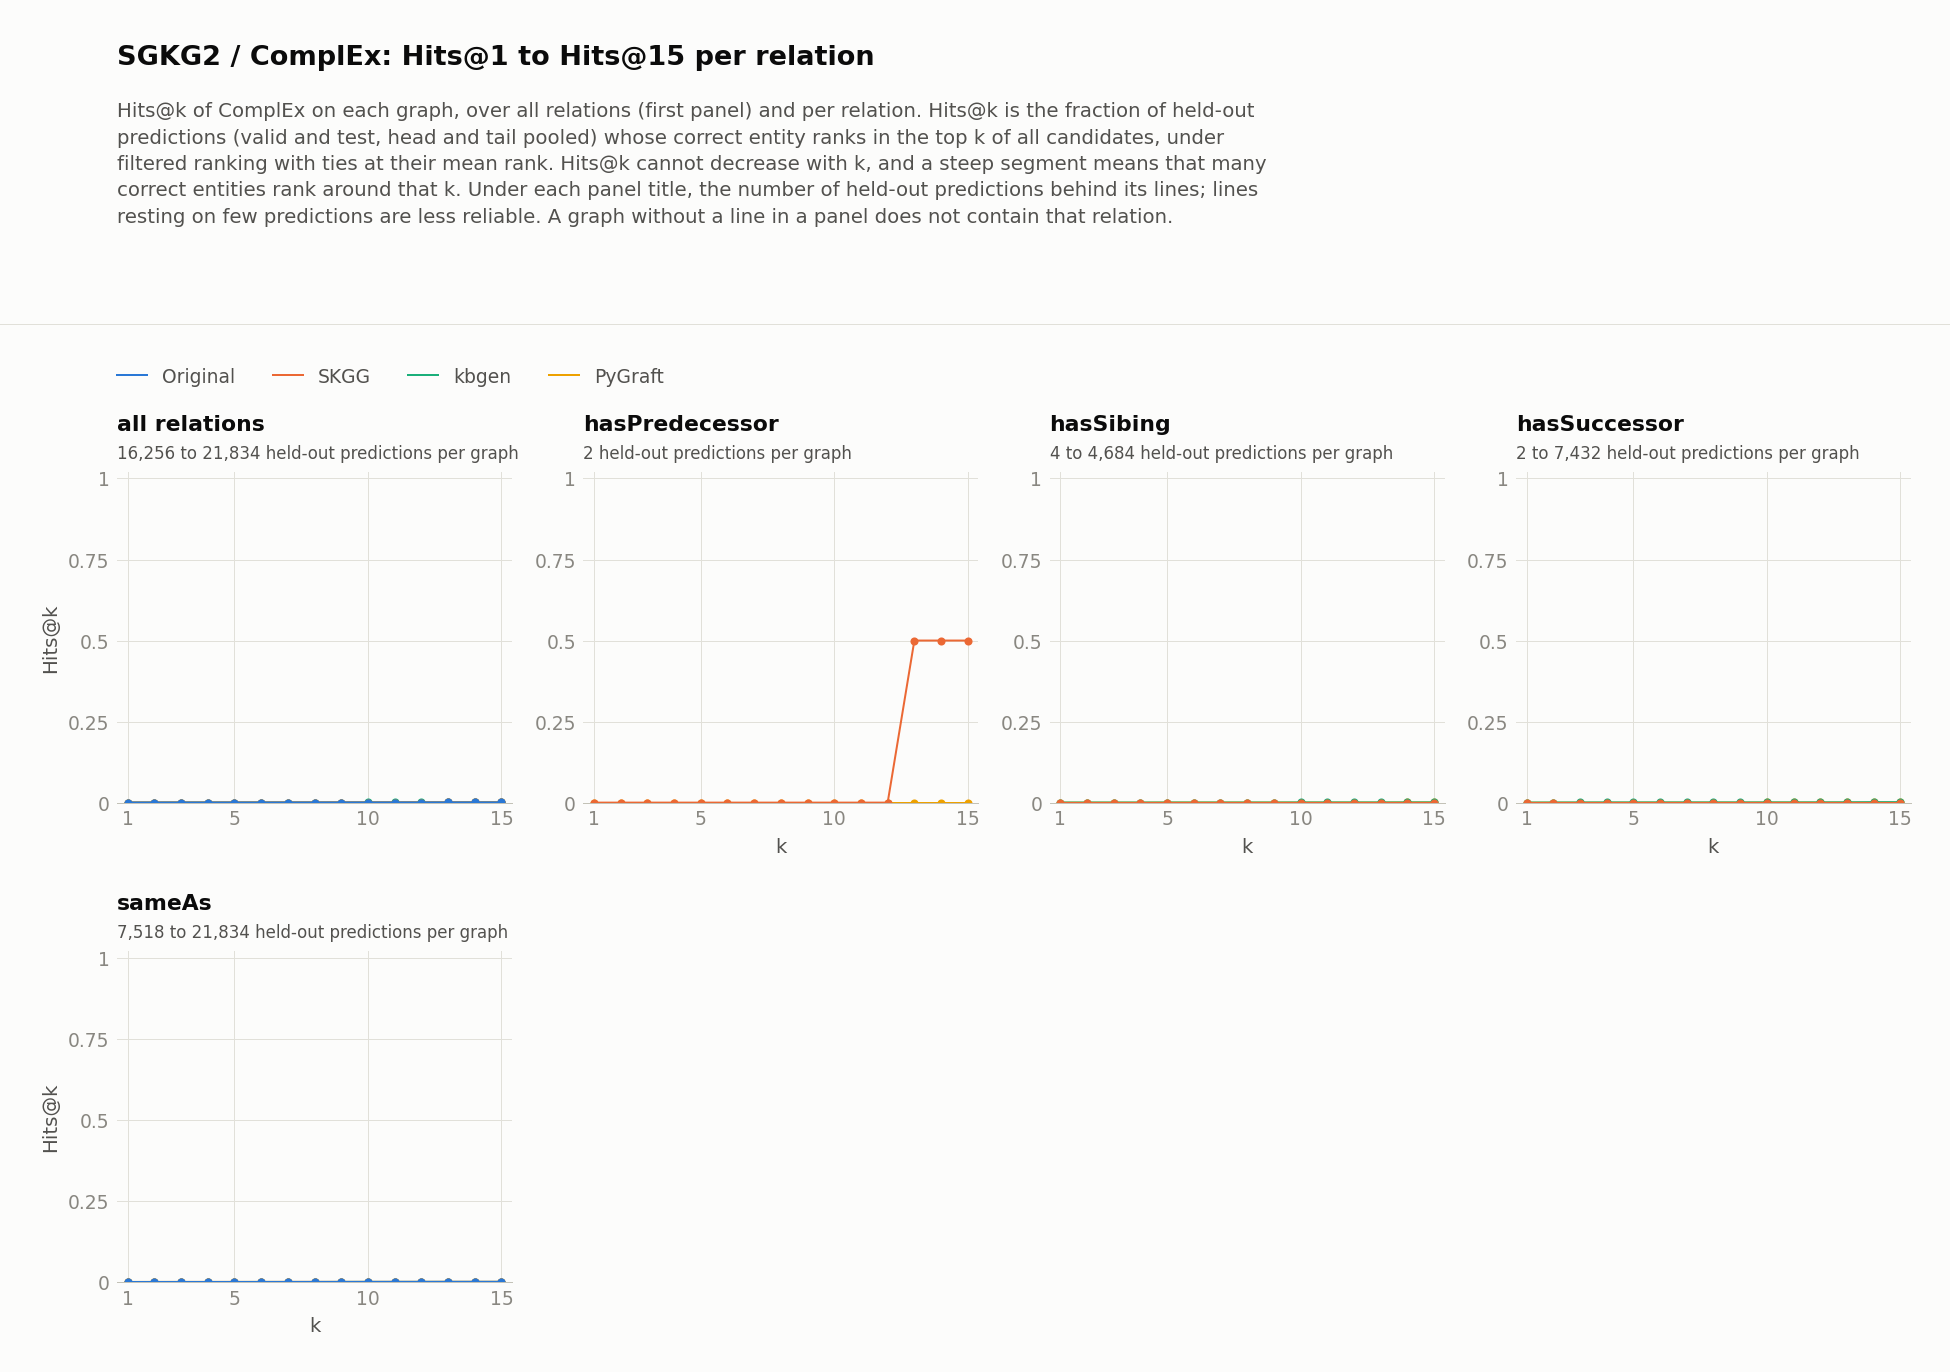 SGKG2 / ComplEx: Hits@1 to Hits@15 per relation
Hits@k of ComplEx on each graph, over all relations (first panel) and per relation. Hits@k is the fraction of held-out
predictions (valid and test, head and tail pooled) whose correct entity ranks in the top k of all candidates, under
filtered ranking with ties at their mean rank. Hits@k cannot decrease with k, and a steep segment means that many
correct entities rank around that k. Under each panel title, the number of held-out predictions behind its lines; lines
resting on few predictions are less reliable. A graph without a line in a panel does not contain that relation.
Original SKGG kbgen PyGraft
all relations
16,256 to 21,834 held-out predictions per graph
Hits@k
1
0.75
0.5
0.25
0
1 5 10 15
hasPredecessor
2 held-out predictions per graph
1
0.75
0.5
0.25
0
1 5 10 15
k
hasSibing
4 to 4,684 held-out predictions per graph
1
0.75
0.5
0.25
0
1 5 10 15
k
hasSuccessor
2 to 7,432 held-out predictions per graph
1
0.75
0.5
0.25
0
1 5 10 15
k
sameAs
7,518 to 21,834 held-out predictions per graph
Hits@k
1
0.75
0.5
0.25
0
1 5 10 15
k